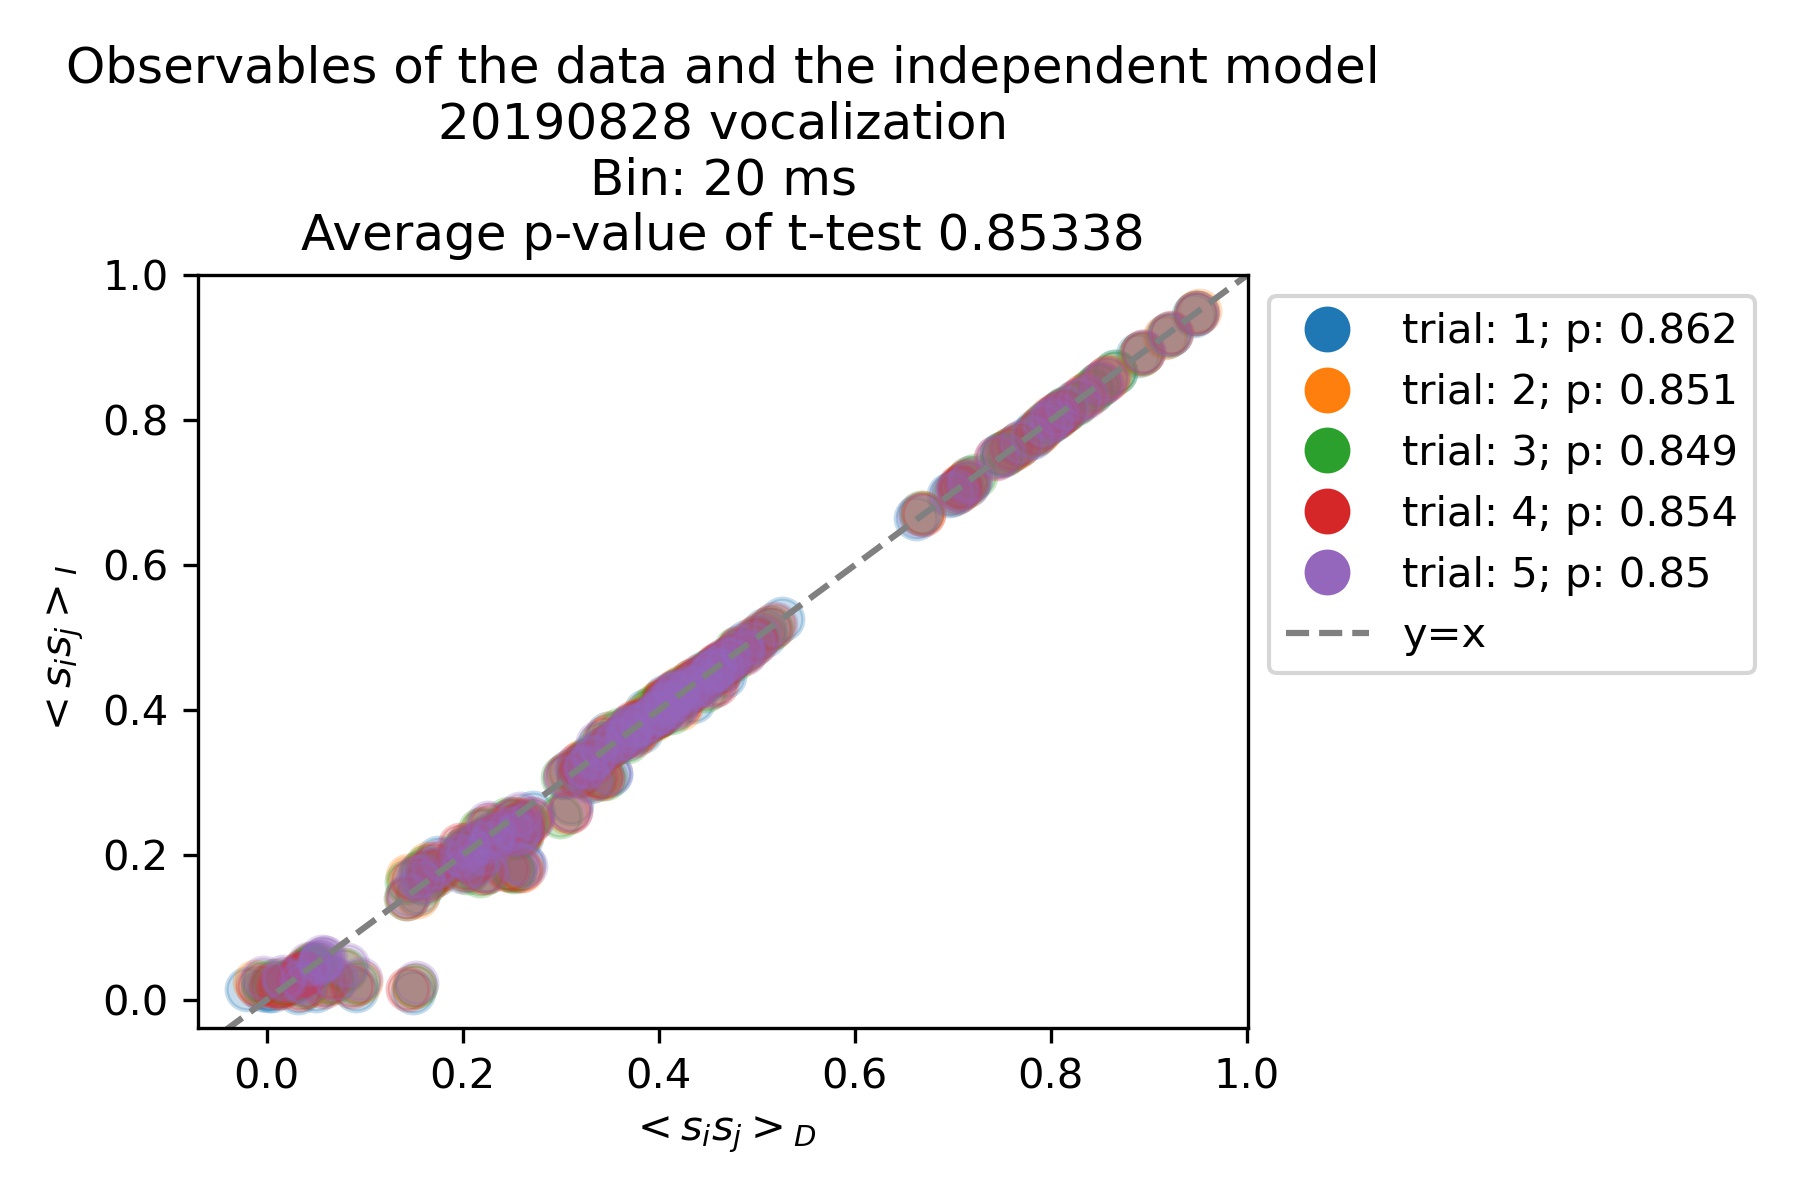 Observables of the data and the independent model
20190828 vocalization
Bin: 20 ms
Average p-value of t-test 0.85338
1.0
0.8
0.6
0.4
0.2
0.0
< s_i s_j >_I
0.0 0.2 0.4 0.6 0.8 1.0
< s_i s_j >_D
trial: 1; p: 0.862
trial: 2; p: 0.851
trial: 3; p: 0.849
trial: 4; p: 0.854
trial: 5; p: 0.85
y=x